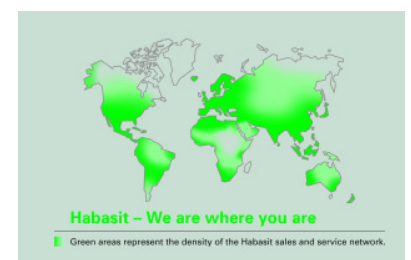 Habasit – We are where you are
Green areas represent the density of the Habasit sales and service network.